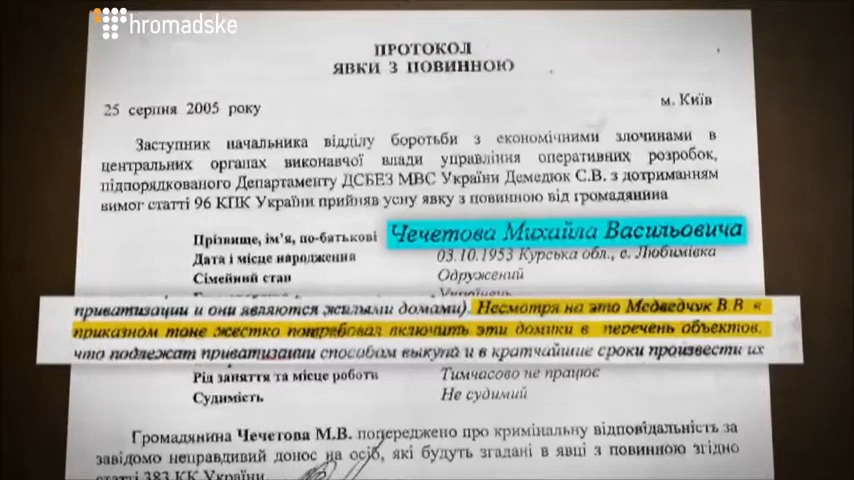 hromadske
ПРОТОКОЛ
ЯВКИ З ПОВИННОЮ
25 серпня 2005 року
м. Київ
Заступник начальника відділу боротьби з економічними злочинами в
центральних органах виконавчої влади управління оперативних розробок,
підпорядкованого Департаменту ДСБЕЗ МВС України Демедюк С.В. з дотриманням
вимог статті 96 КПК України прийняв усну явку з повинною від громадянина
Прізвище, ім’я, по-батькові Чечетова Михайла Васильовича
Дата і місце народження 03.10.1953 Курська обл., с. Любимівка
Сімейний стан Одружений
приватизации и они являются жилыми домами). Несмотря на это Медведчук В.В в
приказном тоне жестко потребовал включить эти домики в перечень объектов,
что подлежат приватизации способом выкупа и в кратчайшие сроки произвести их
Рід заняття та місце роботи Тимчасово не працює
Судимість Не судимий
Громадянина Чечетова М.В. попереджено про кримінальну відповідальність за
завідомо неправдивий донос на осіб, які будуть згадані в явці з повинною згідно
статті 383 КК України.